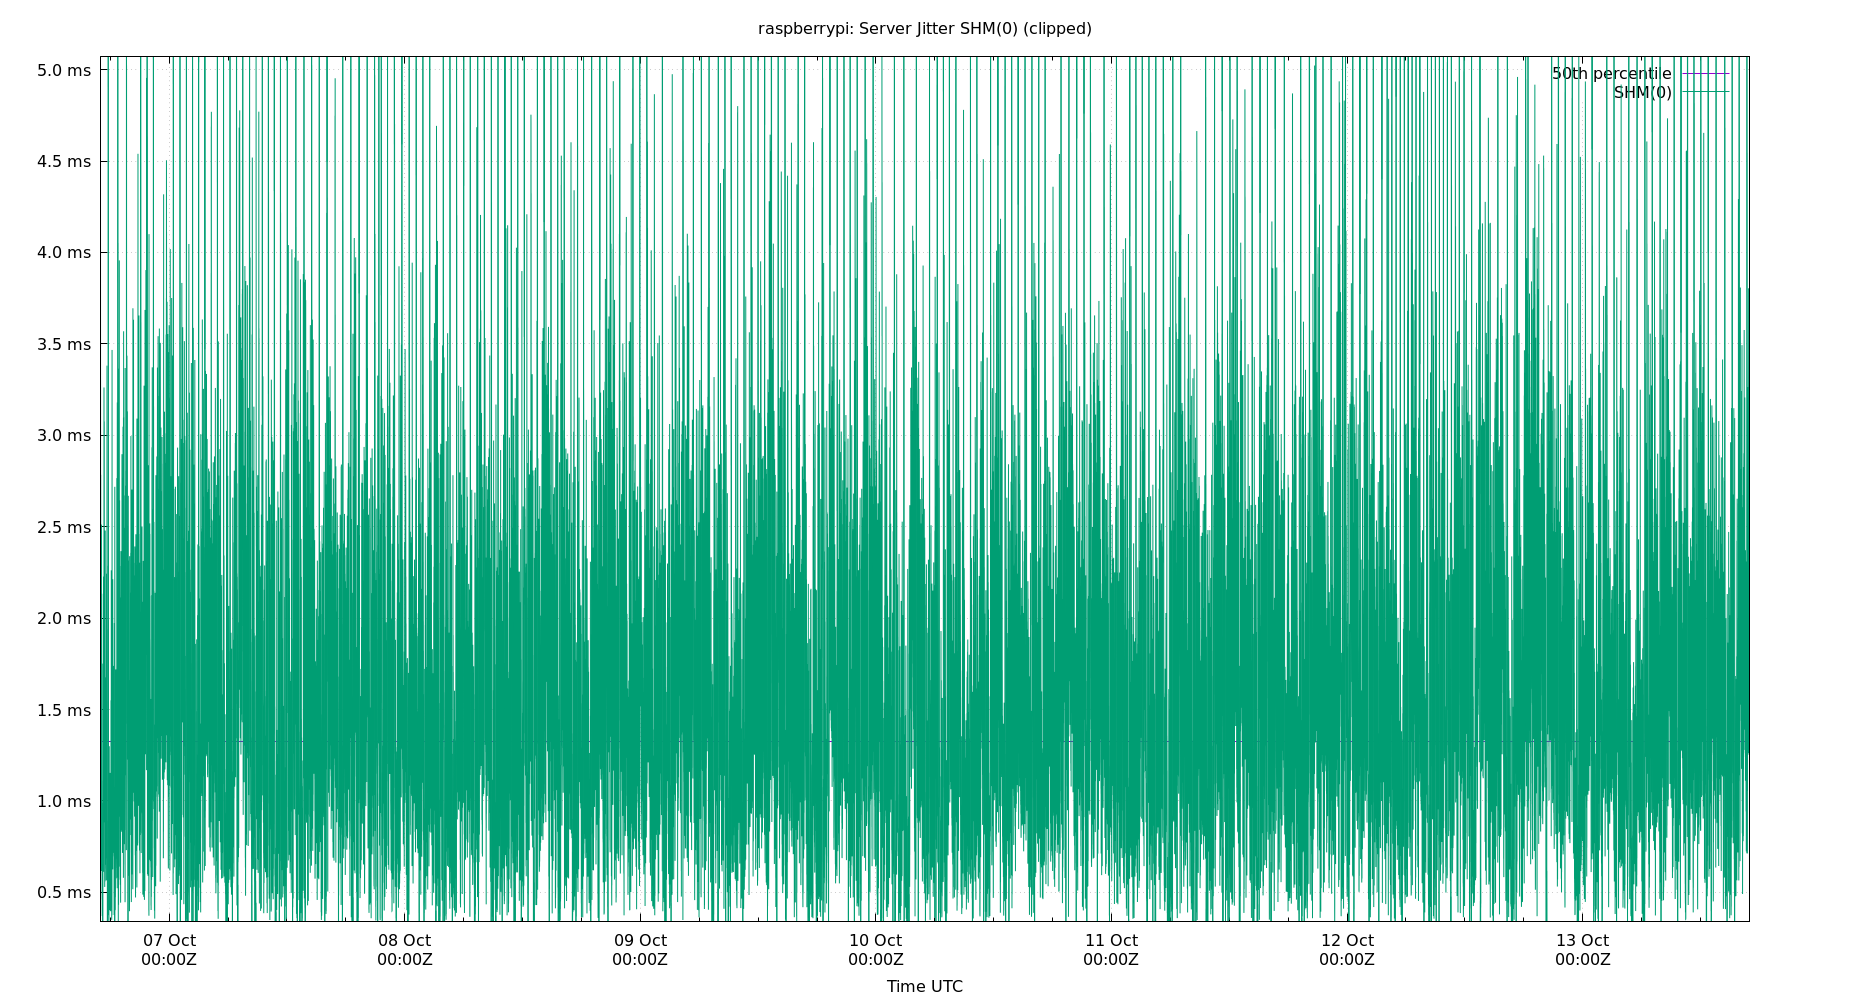 raspberrypi: Server Jitter SHM(0) (clipped)
5.0 ms
50th percentile
SHM(0)
4.5 ms
4.0 ms
3.5 ms
3.0 ms
2.5 ms
2.0 ms
1.5 ms
1.0 ms
0.5 ms
07 Oct 08 Oct 09 Oct 10 Oct 11 Oct 12 Oct 13 Oct
00:00Z 00:00Z 00:00Z 00:00Z 00:00Z 00:00Z 00:00Z
Time UTC